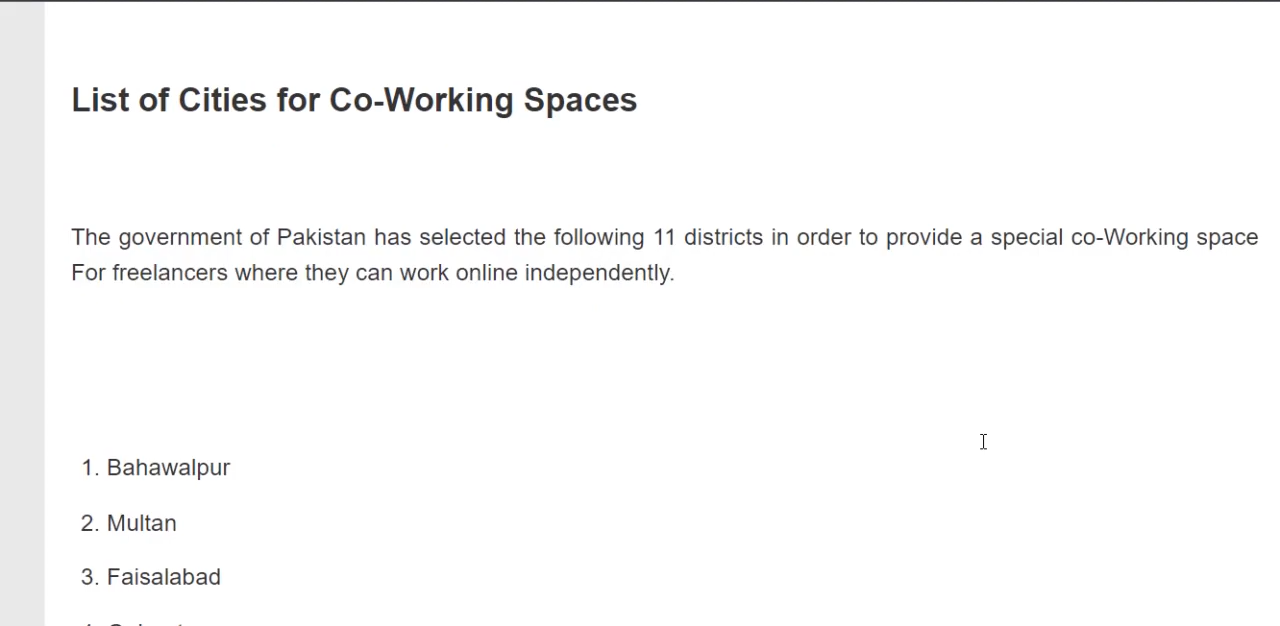 List of Cities for Co-Working Spaces
The government of Pakistan has selected the following 11 districts in order to provide a special co-Working space
For freelancers where they can work online independently.
1. Bahawalpur
2. Multan
3. Faisalabad